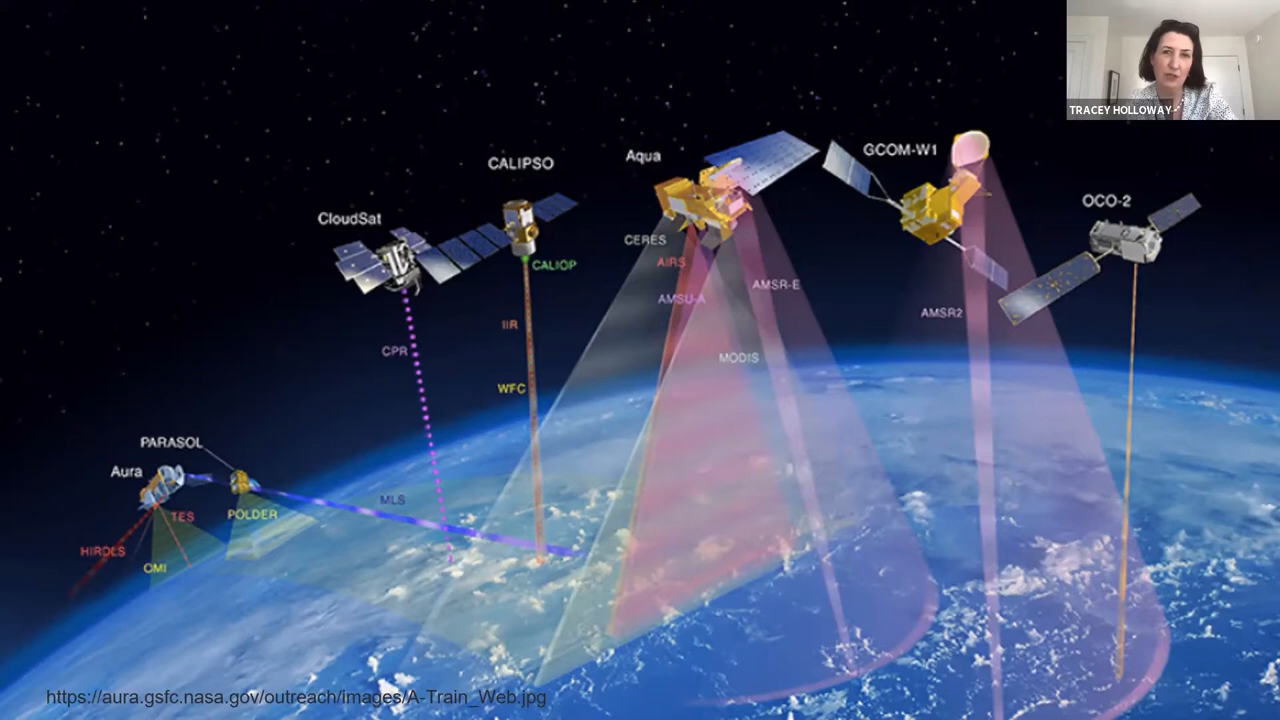 TRACEY HOLLOWAY
GCOM-W1
Aqua
CALIPSO
OCO-2
CloudSat
CERES
AIRS
CALIOP
AMSR-E
AMSU-A
AMSR2
IIR
CPR
MODIS
WFC
PARASOL
Aura
MLS
TES
POLDER
HIRDLS
OMI
https://aura.gsfc.nasa.gov/outreach/images/A-Train_Web.jpg